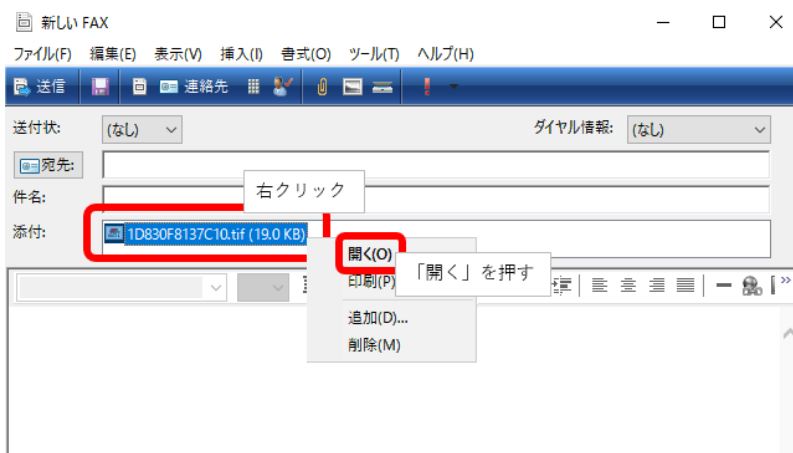 新しい FAX
ファイル(F) 編集(E) 表示(V) 挿入(I) 書式(O) ツール(T) ヘルプ(H)
送信 連絡先
送付状: (なし) ダイヤル情報: (なし)
宛先:
件名:
右クリック
添付: 1D830F8137C10.tif (19.0 KB)
開く(O)
「開く」を押す
印刷(P)
追加(D)...
削除(M)